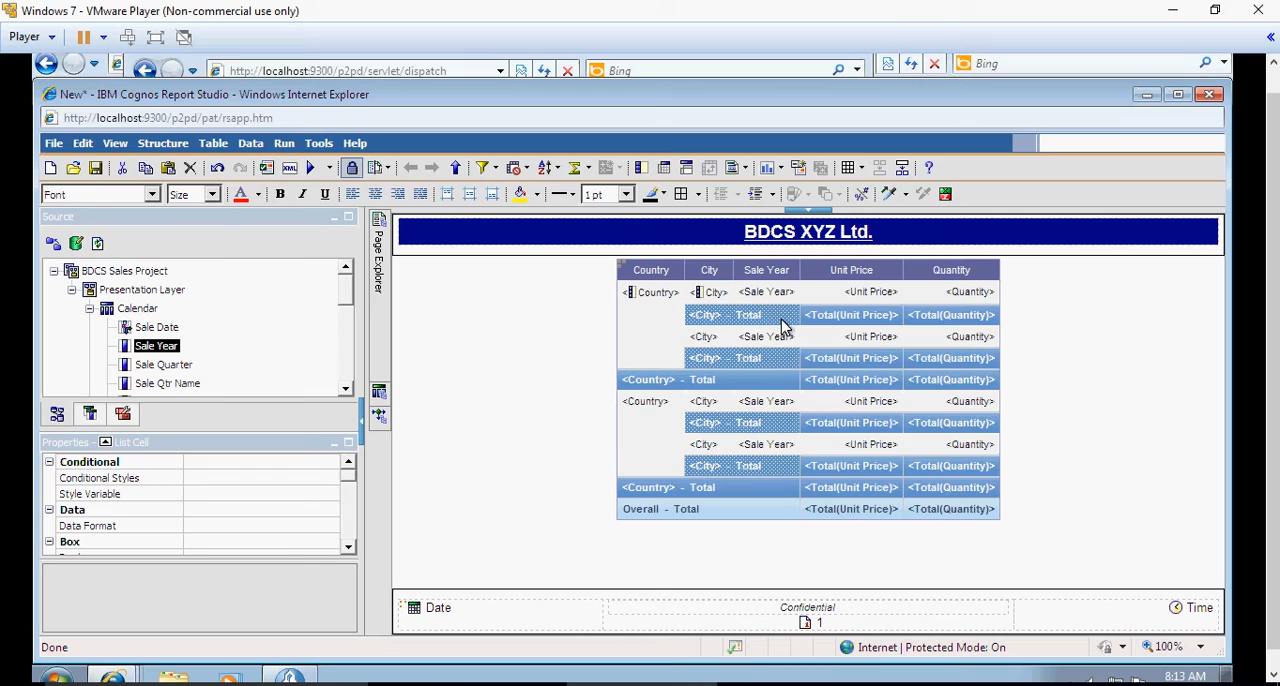 Windows 7 - VMware Player (Non-commercial use only)
Player
http://localhost:9300/p2pd/servlet/dispatch
Bing
Bing
New* - IBM Cognos Report Studio - Windows Internet Explorer
http://localhost:9300/p2pd/pat/rsapp.htm
File Edit View Structure Table Data Run Tools Help
Font Size A B I U 1 pt
Source
BDCS Sales Project
Presentation Layer
Calendar
Sale Date
Sale Year
Sale Quarter
Sale Qtr Name
Properties - List Cell
Conditional
Conditional Styles
Style Variable
Data
Data Format
Box
Page Explorer
BDCS XYZ Ltd.
Country City Sale Year Unit Price Quantity
<Country> <City> <Sale Year> <Unit Price> <Quantity>
<City> - Total <Total(Unit Price)> <Total(Quantity)>
<City> <Sale Year> <Unit Price> <Quantity>
<City> - Total <Total(Unit Price)> <Total(Quantity)>
<Country> - Total <Total(Unit Price)> <Total(Quantity)>
<Country> <City> <Sale Year> <Unit Price> <Quantity>
<City> - Total <Total(Unit Price)> <Total(Quantity)>
<City> <Sale Year> <Unit Price> <Quantity>
<City> - Total <Total(Unit Price)> <Total(Quantity)>
<Country> - Total <Total(Unit Price)> <Total(Quantity)>
Overall - Total <Total(Unit Price)> <Total(Quantity)>
Date Confidential Time
1
Done Internet | Protected Mode: On 100%
8:13 AM